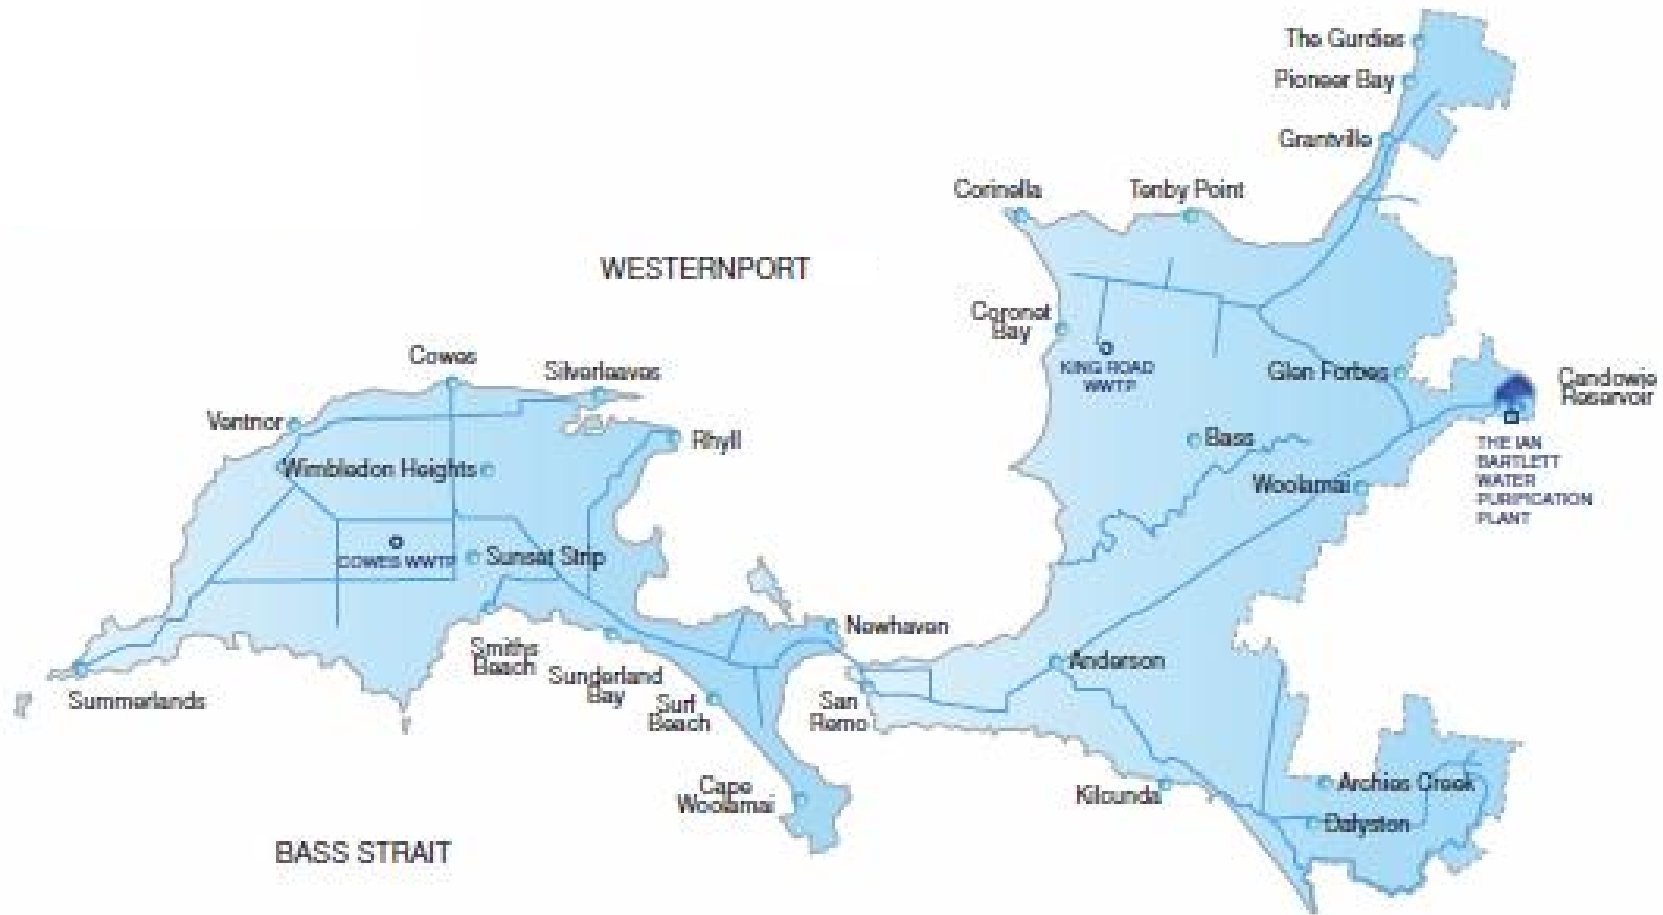 The Gurdies
Pioneer Bay
Grantville
Corinella
Tenby Point
WESTERNPORT
Coronet
Bay
KING ROAD
WWTP
Glen Forbes
Candowie
Reservoir
THE IAN
BARTLETT
WATER
PURIFICATION
PLANT
Bass
Woolamai
Cowes
Silverleaves
Ventnor
Rhyll
Wimbledon Heights
COWES WWTP
Sunset Strip
Newhaven
Anderson
Smiths
Beach
Sunderland
Bay
Summerlands
Surf
Beach
San
Remo
Cape
Woolamai
Kilcunda
Archies Creek
Dalyston
BASS STRAIT